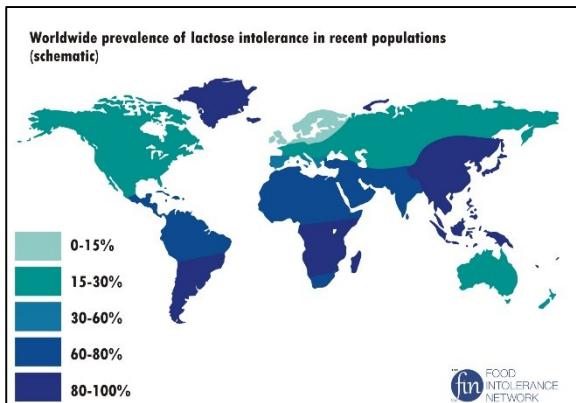 Worldwide prevalence of lactose intolerance in recent populations
(schematic)
0-15%
15-30%
30-60%
60-80%
80-100%
fin
FOOD
INTOLERANCE
NETWORK